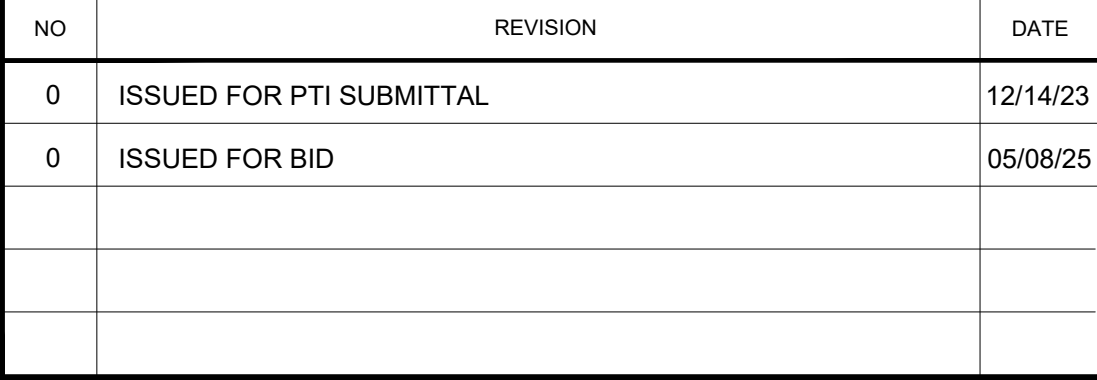 NO REVISION DATE
0 ISSUED FOR PTI SUBMITTAL 12/14/23
0 ISSUED FOR BID 05/08/25